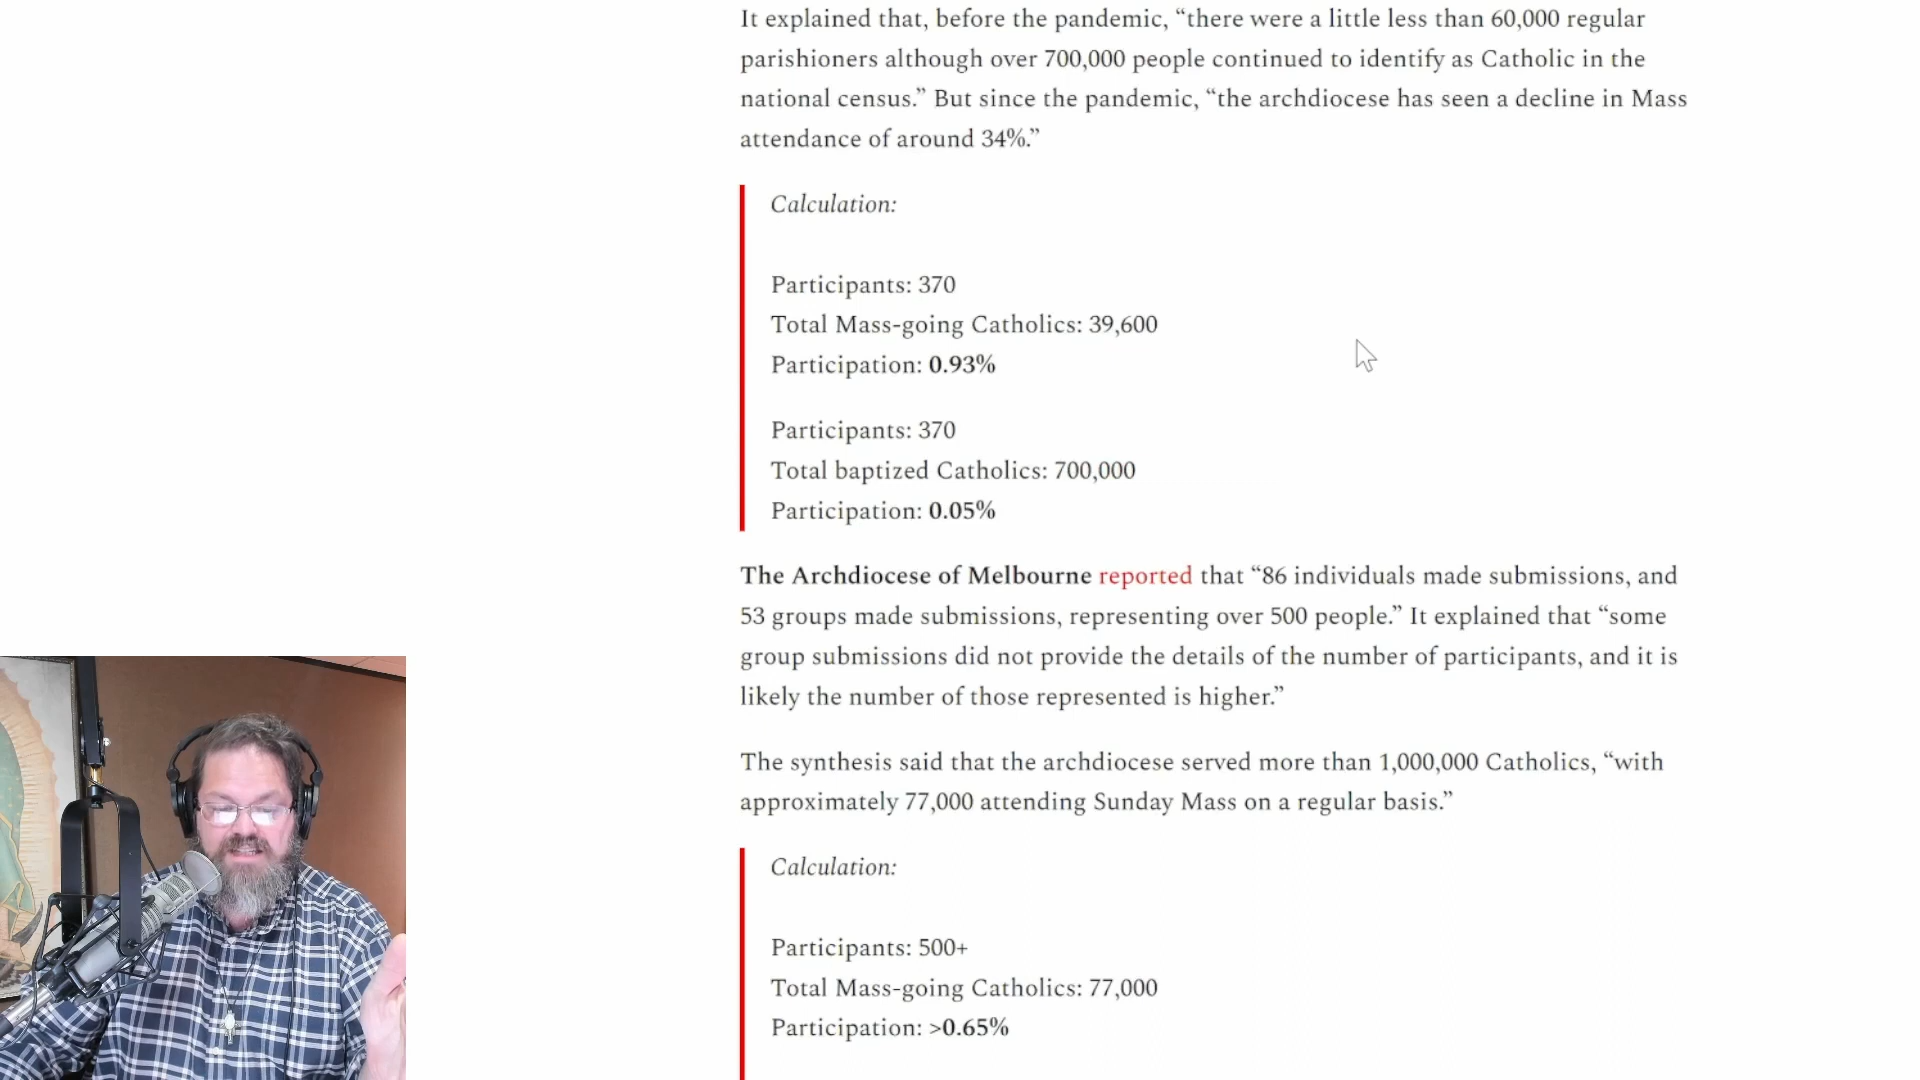 It explained that, before the pandemic, “there were a little less than 60,000 regular
parishioners although over 700,000 people continued to identify as Catholic in the
national census.” But since the pandemic, “the archdiocese has seen a decline in Mass
attendance of around 34%.”
Calculation:
Participants: 370
Total Mass-going Catholics: 39,600
Participation: 0.93%
Participants: 370
Total baptized Catholics: 700,000
Participation: 0.05%
The Archdiocese of Melbourne reported that “86 individuals made submissions, and
53 groups made submissions, representing over 500 people.” It explained that “some
group submissions did not provide the details of the number of participants, and it is
likely the number of those represented is higher.”
The synthesis said that the archdiocese served more than 1,000,000 Catholics, “with
approximately 77,000 attending Sunday Mass on a regular basis.”
Calculation:
Participants: 500+
Total Mass-going Catholics: 77,000
Participation: >0.65%